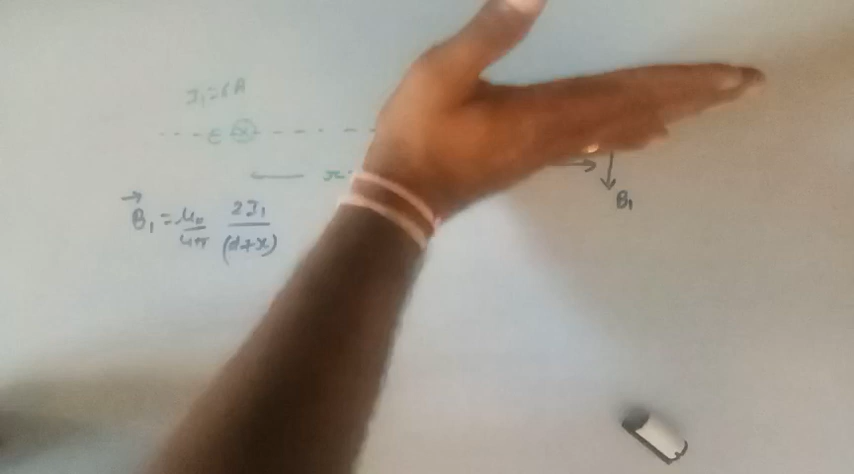 I₁ = 6A
x
B₁
B⃗₁ = μ₀/4π 2I₁/(d+x)